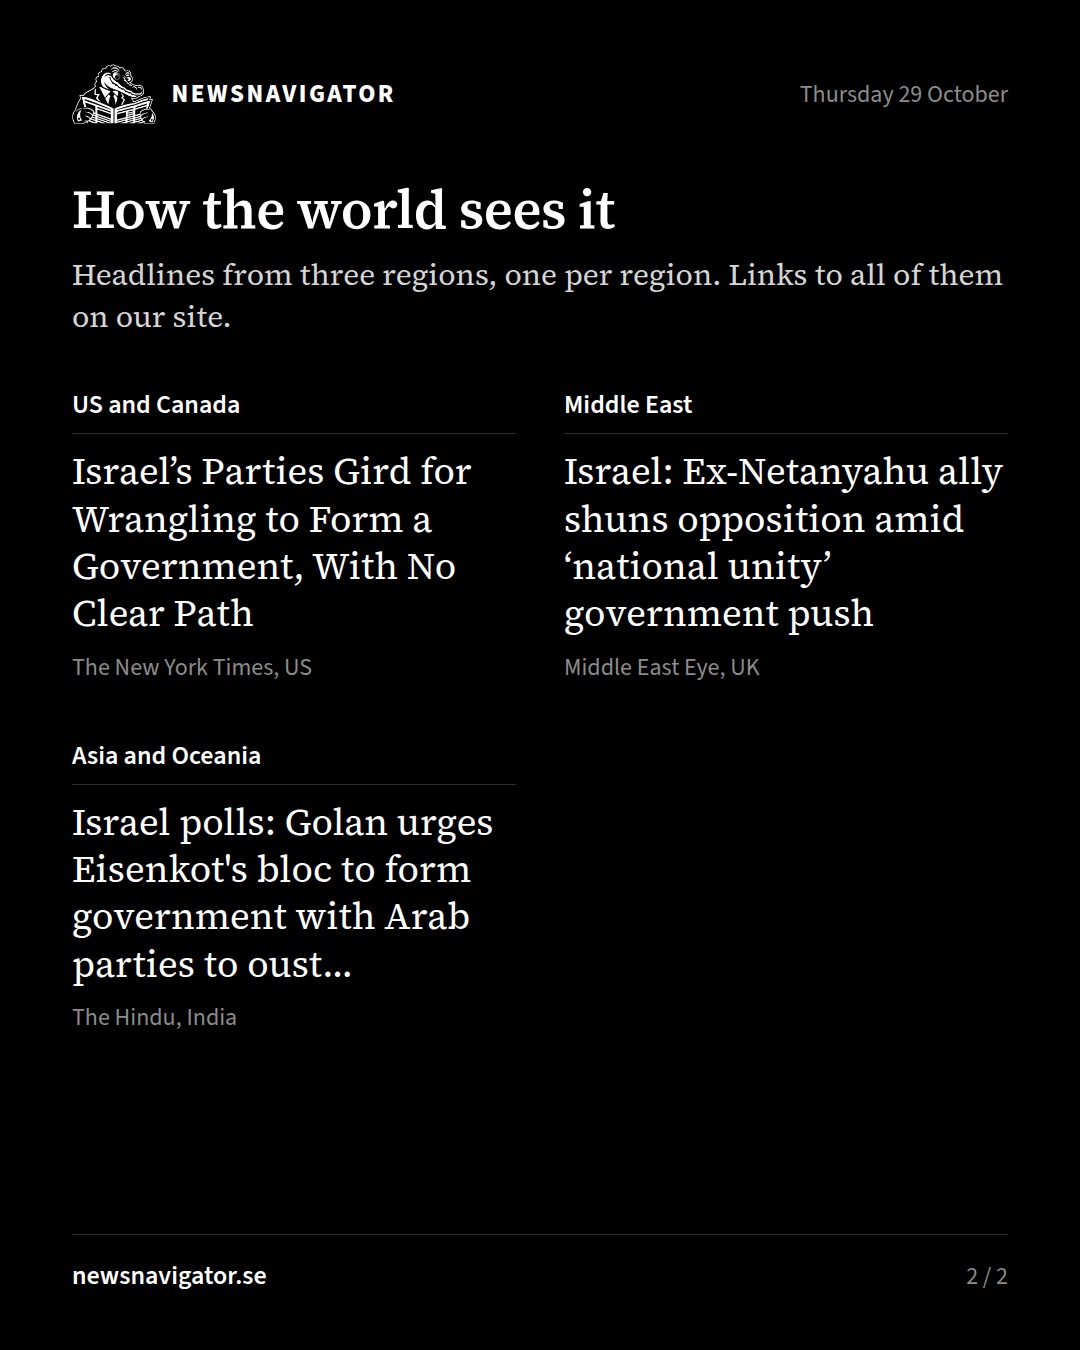 NEWSNAVIGATOR
Thursday 29 October
How the world sees it
Headlines from three regions, one per region. Links to all of them
on our site.
US and Canada
Israel’s Parties Gird for
Wrangling to Form a
Government, With No
Clear Path
The New York Times, US
Middle East
Israel: Ex-Netanyahu ally
shuns opposition amid
‘national unity’
government push
Middle East Eye, UK
Asia and Oceania
Israel polls: Golan urges
Eisenkot's bloc to form
government with Arab
parties to oust...
The Hindu, India
newsnavigator.se
2 / 2